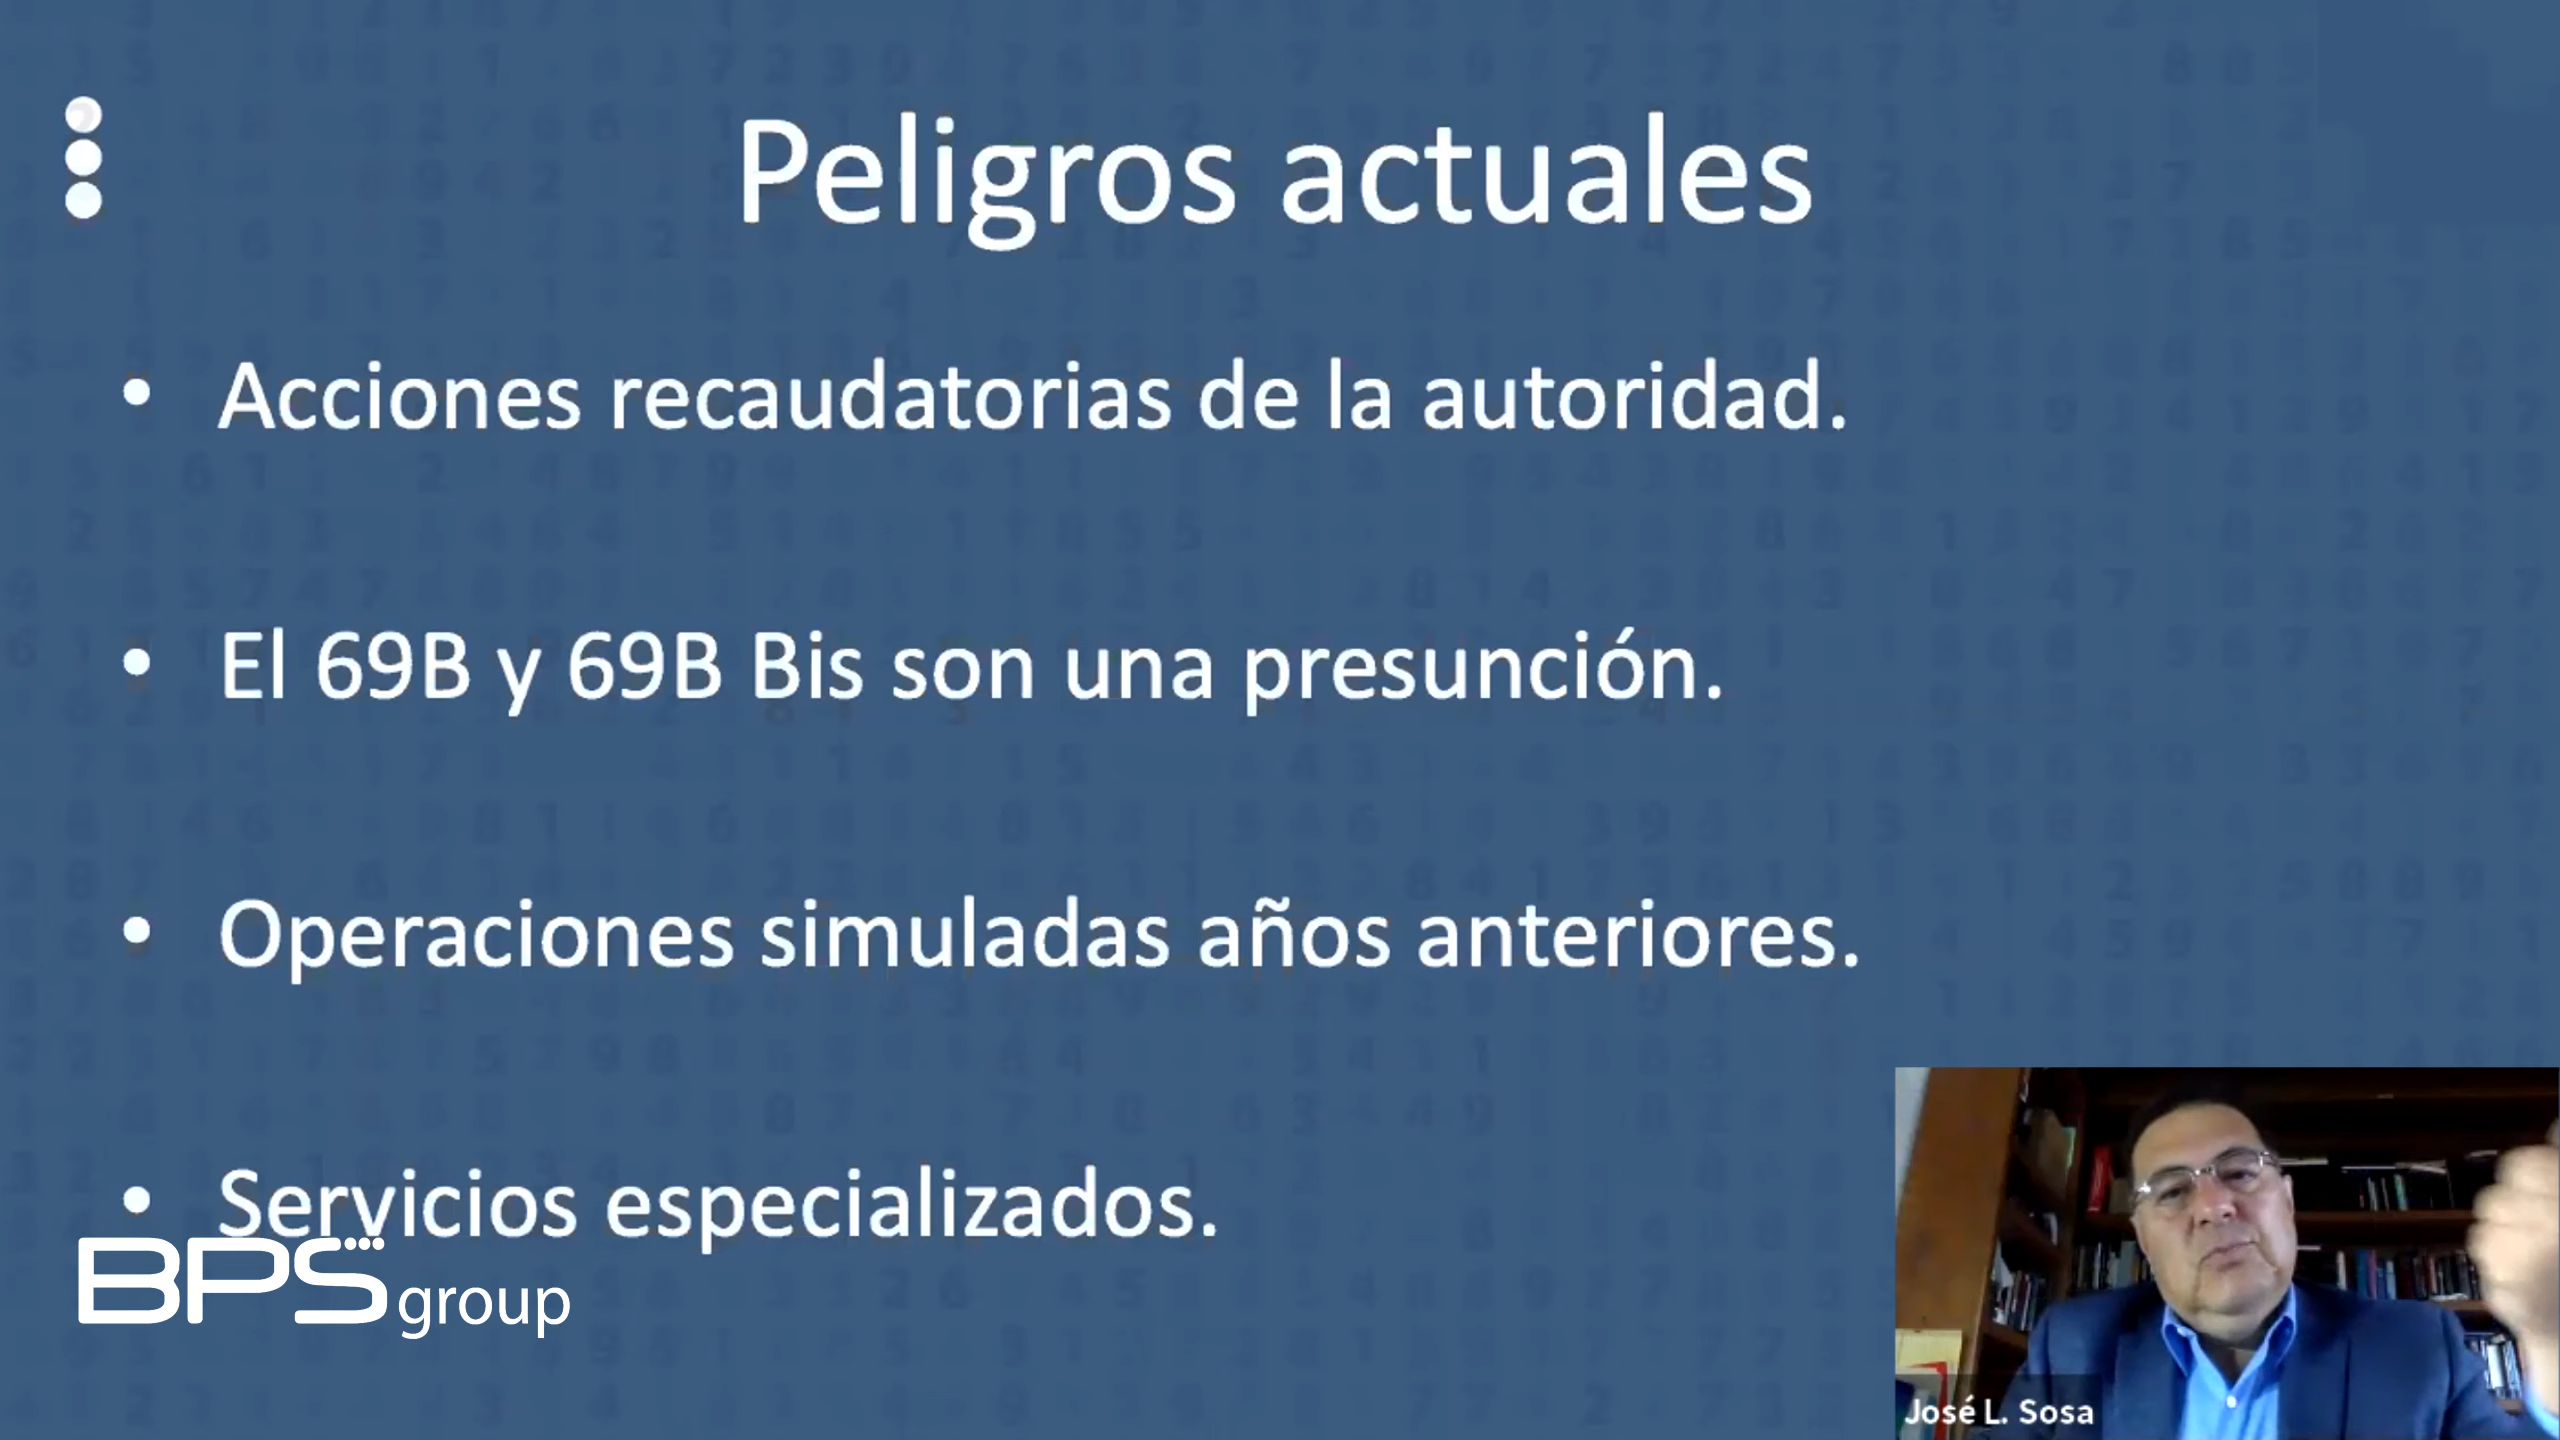 Peligros actuales
• Acciones recaudatorias de la autoridad.
• El 69B y 69B Bis son una presunción.
• Operaciones simuladas años anteriores.
• Servicios especializados.
BPS group
José L. Sosa